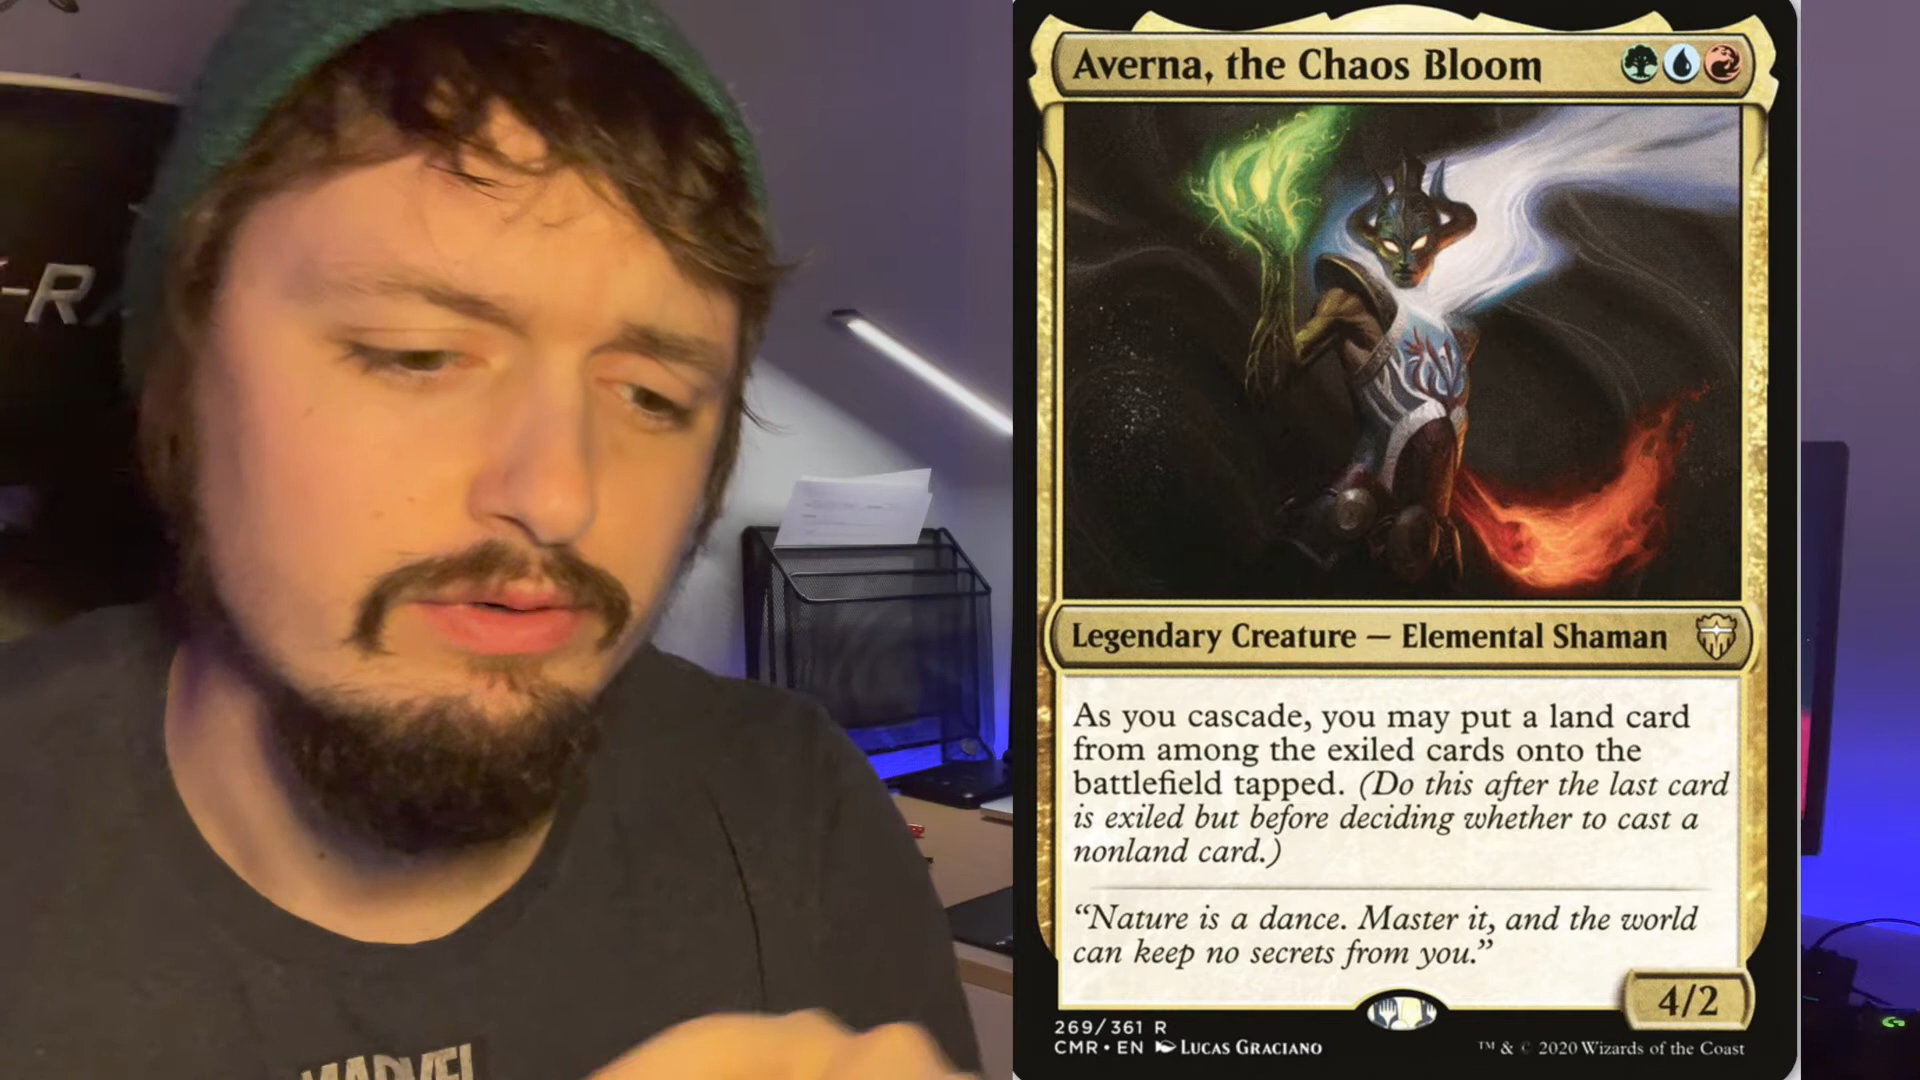 -R
Averna, the Chaos Bloom
Legendary Creature — Elemental Shaman
As you cascade, you may put a land card
from among the exiled cards onto the
battlefield tapped. (Do this after the last card
is exiled but before deciding whether to cast a
nonland card.)
“Nature is a dance. Master it, and the world
can keep no secrets from you.”
4/2
269/361 R
CMR • EN LUCAS GRACIANO
™ & © 2020 Wizards of the Coast
MARVEL